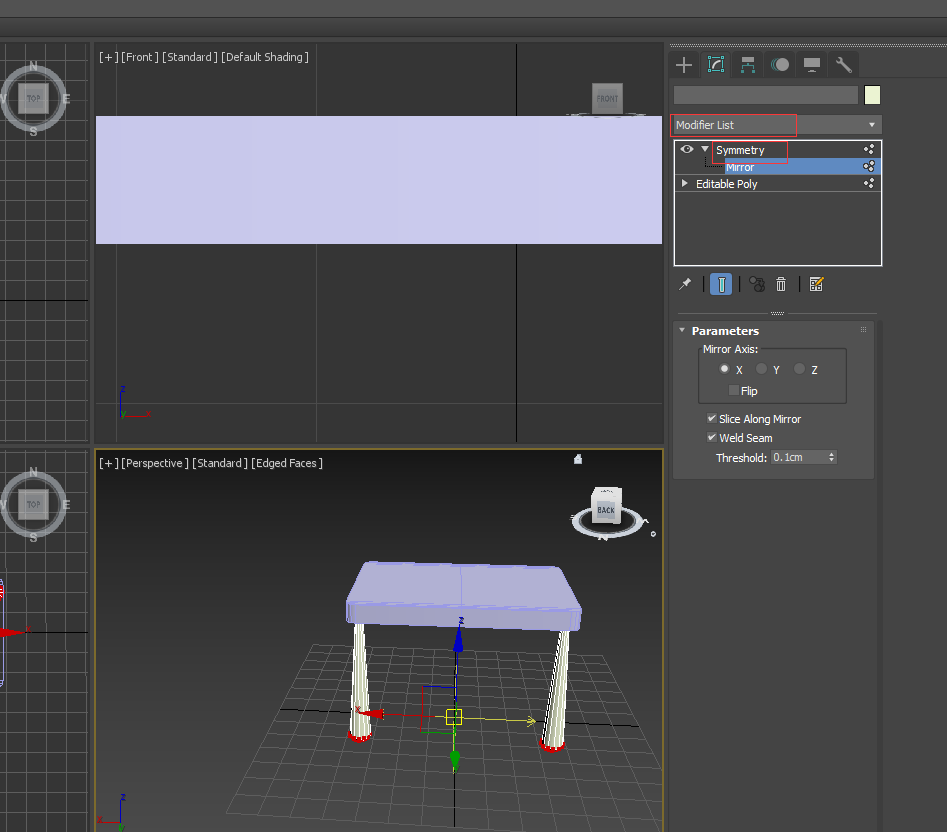 [+] [Front] [Standard] [Default Shading]
N
W TOP E
S
FRONT
z
x
y
Modifier List
Symmetry
Mirror
Editable Poly
Parameters
Mirror Axis:
X Y Z
Flip
Slice Along Mirror
Weld Seam
Threshold: 0.1cm
[+] [Perspective] [Standard] [Edged Faces]
N
W TOP E
S
BACK
z
x
y
z
x
y